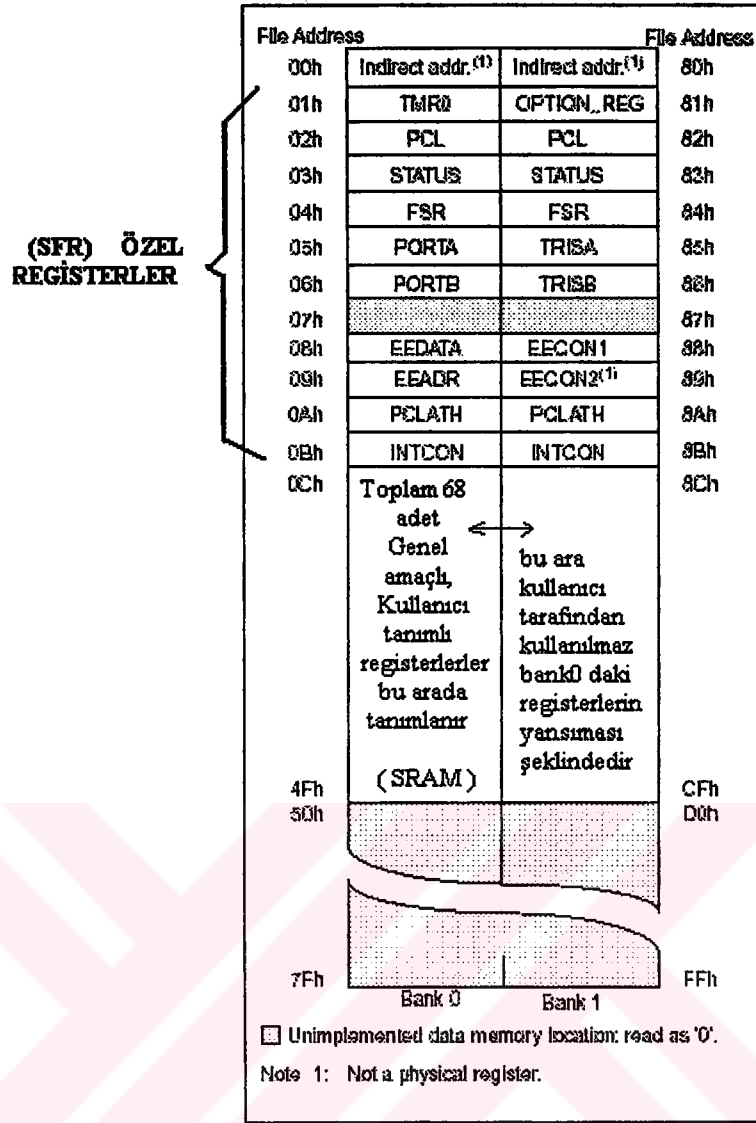 File Address File Address
00h Indirect addr.(1) Indirect addr.(1) 80h
01h TMR0 OPTION_REG 81h
02h PCL PCL 82h
03h STATUS STATUS 83h
04h FSR FSR 84h
05h PORTA TRISA 85h
(SFR) ÖZEL
REGİSTERLER
06h PORTB TRISB 86h
07h 87h
08h EEDATA EECON1 88h
09h EEADR EECON2(1) 89h
0Ah PCLATH PCLATH 8Ah
0Bh INTCON INTCON 8Bh
0Ch 8Ch
Toplam 68
adet
Genel
amaçlı,
Kullanıcı
tanımlı
registerlerler
bu arada
tanımlanır
(SRAM)
bu ara
kullanıcı
tarafından
kullanılmaz
bank0 daki
registerlerin
yansıması
şeklindedir
4Fh CFh
50h D0h
7Fh FFh
Bank 0 Bank 1
Unimplemented data memory location: read as '0'.
Note 1: Not a physical register.